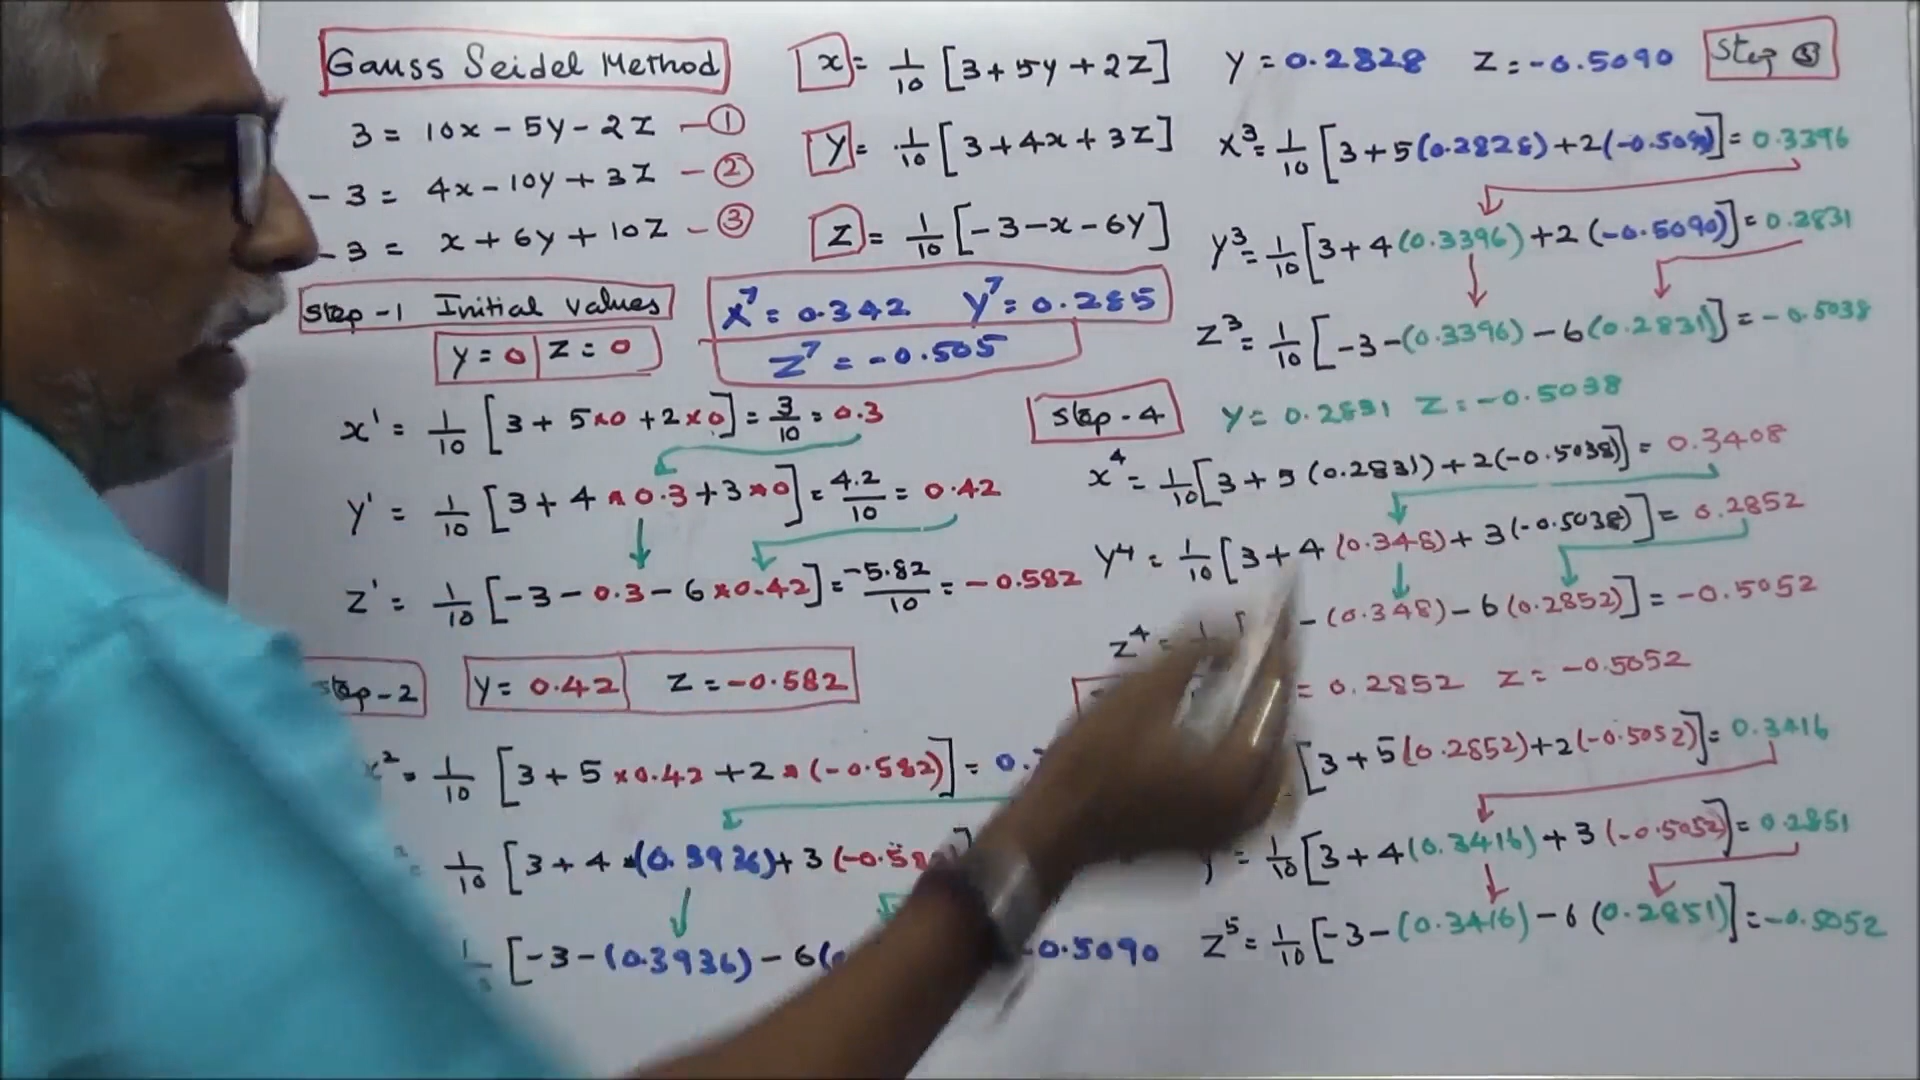 Gauss Seidel Method
3 = 10x - 5y - 2z - ①
- 3 = 4x - 10y + 3z - ②
- 3 = x + 6y + 10z - ③
x = 1/10 [3 + 5y + 2z]
y = 1/10 [3 + 4x + 3z]
z = 1/10 [-3 - x - 6y]
Step -1 Initial values
y = 0 | z = 0
x⁷ = 0.342 y⁷ = 0.285
z⁷ = -0.505
x¹ = 1/10 [3 + 5×0 + 2×0] = 3/10 = 0.3
y¹ = 1/10 [3 + 4 × 0.3 + 3×0] = 4.2/10 = 0.42
z¹ = 1/10 [-3 - 0.3 - 6×0.42] = -5.82/10 = -0.582
Step -2 y = 0.42 z = -0.582
x² = 1/10 [3 + 5 × 0.42 + 2 × (-0.582)] = 0.
= 1/10 [3 + 4 × (0.3936) + 3 (-0.58
[-3 - (0.3936) - 6( -0.5090
y = 0.2828 z = -0.5090 Step 3
x³ = 1/10 [3 + 5(0.2828) + 2(-0.5090)] = 0.3396
y³ = 1/10 [3 + 4(0.3396) + 2(-0.5090)] = 0.2831
z³ = 1/10 [-3 - (0.3396) - 6(0.2831)] = -0.5038
Step - 4 y = 0.2831 z = -0.5038
x⁴ = 1/10 [3 + 5 (0.2831) + 2(-0.5038)] = 0.3408
y⁴ = 1/10 [3 + 4 (0.348) + 3(-0.5038)] = 0.2852
z⁴ = 1 [ - (0.348) - 6 (0.2852)] = -0.5052
= 0.2852 z = -0.5052
[3 + 5(0.2852) + 2(-0.5052)] = 0.3416
y = 1/10 [3 + 4(0.3416) + 3(-0.5052)] = 0.2851
z⁵ = 1/10 [-3 - (0.3416) - 6(0.2851)] = -0.5052